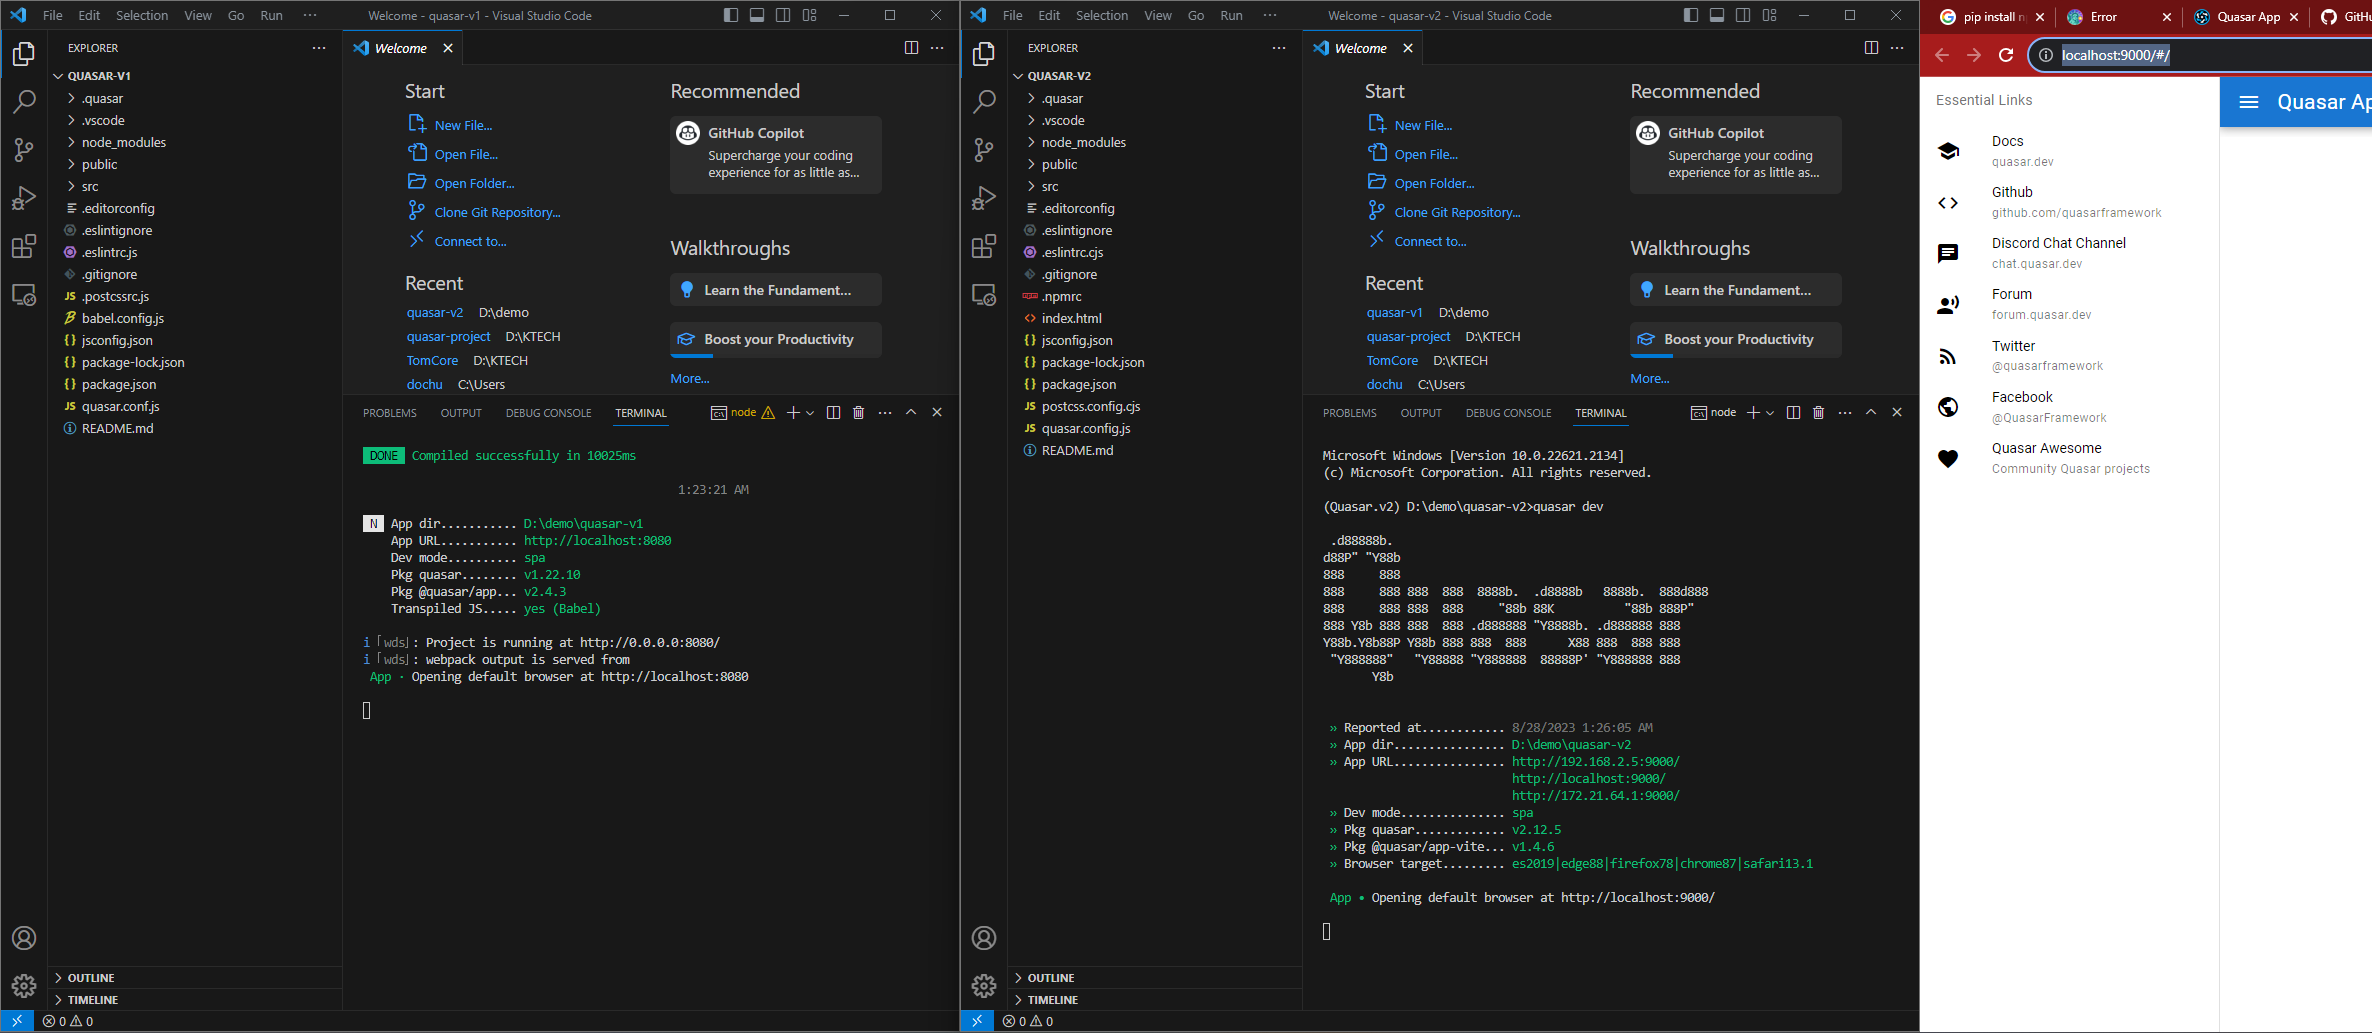 File Edit Selection View Go Run ··· Welcome - quasar-v1 - Visual Studio Code
EXPLORER ···
QUASAR-V1
.quasar
.vscode
node_modules
public
src
.editorconfig
.eslintignore
.eslintrc.js
.gitignore
.postcssrc.js
babel.config.js
jsconfig.json
package-lock.json
package.json
quasar.conf.js
README.md
OUTLINE
TIMELINE
0 0
Welcome
Start
New File...
Open File...
Open Folder...
Clone Git Repository...
Connect to...
Recent
quasar-v2 D:\demo
quasar-project D:\KTECH
TomCore D:\KTECH
dochu C:\Users
Recommended
GitHub Copilot
Supercharge your coding
experience for as little as...
Walkthroughs
Learn the Fundament...
Boost your Productivity
More...
PROBLEMS OUTPUT DEBUG CONSOLE TERMINAL node
DONE Compiled successfully in 10025ms
1:23:21 AM
N App dir........... D:\demo\quasar-v1
App URL........... http://localhost:8080
Dev mode.......... spa
Pkg quasar........ v1.22.10
Pkg @quasar/app... v2.4.3
Transpiled JS..... yes (Babel)
i ｢wds｣: Project is running at http://0.0.0.0:8080/
i ｢wds｣: webpack output is served from
App · Opening default browser at http://localhost:8080
File Edit Selection View Go Run ··· Welcome - quasar-v2 - Visual Studio Code
EXPLORER ···
QUASAR-V2
.quasar
.vscode
node_modules
public
src
.editorconfig
.eslintignore
.eslintrc.cjs
.gitignore
.npmrc
index.html
jsconfig.json
package-lock.json
package.json
postcss.config.cjs
quasar.config.js
README.md
OUTLINE
TIMELINE
0 0
Welcome
Start
New File...
Open File...
Open Folder...
Clone Git Repository...
Connect to...
Recent
quasar-v1 D:\demo
quasar-project D:\KTECH
TomCore D:\KTECH
dochu C:\Users
Recommended
GitHub Copilot
Supercharge your coding
experience for as little as...
Walkthroughs
Learn the Fundament...
Boost your Productivity
More...
PROBLEMS OUTPUT DEBUG CONSOLE TERMINAL node
Microsoft Windows [Version 10.0.22621.2134]
(c) Microsoft Corporation. All rights reserved.
(Quasar.v2) D:\demo\quasar-v2>quasar dev
 .d88888b.
d88P" "Y88b
888     888
888     888 888  888  8888b.  .d8888b   8888b.  888d888
888     888 888  888     "88b 88K          "88b 888P"
888 Y8b 888 888  888 .d888888 "Y8888b. .d888888 888
Y88b.Y8b88P Y88b 888 888  888      X88 888  888 888
 "Y888888"   "Y88888 "Y888888  88888P' "Y888888 888
       Y8b
» Reported at............ 8/28/2023 1:26:05 AM
» App dir................ D:\demo\quasar-v2
» App URL................ http://192.168.2.5:9000/
http://localhost:9000/
http://172.21.64.1:9000/
» Dev mode............... spa
» Pkg quasar............. v2.12.5
» Pkg @quasar/app-vite... v1.4.6
» Browser target......... es2019|edge88|firefox78|chrome87|safari13.1
App • Opening default browser at http://localhost:9000/
pip install Error Quasar App
localhost:9000/#/
Essential Links
Docs
quasar.dev
Github
github.com/quasarframework
Discord Chat Channel
chat.quasar.dev
Forum
forum.quasar.dev
Twitter
@quasarframework
Facebook
@QuasarFramework
Quasar Awesome
Community Quasar projects
Quasar Ap